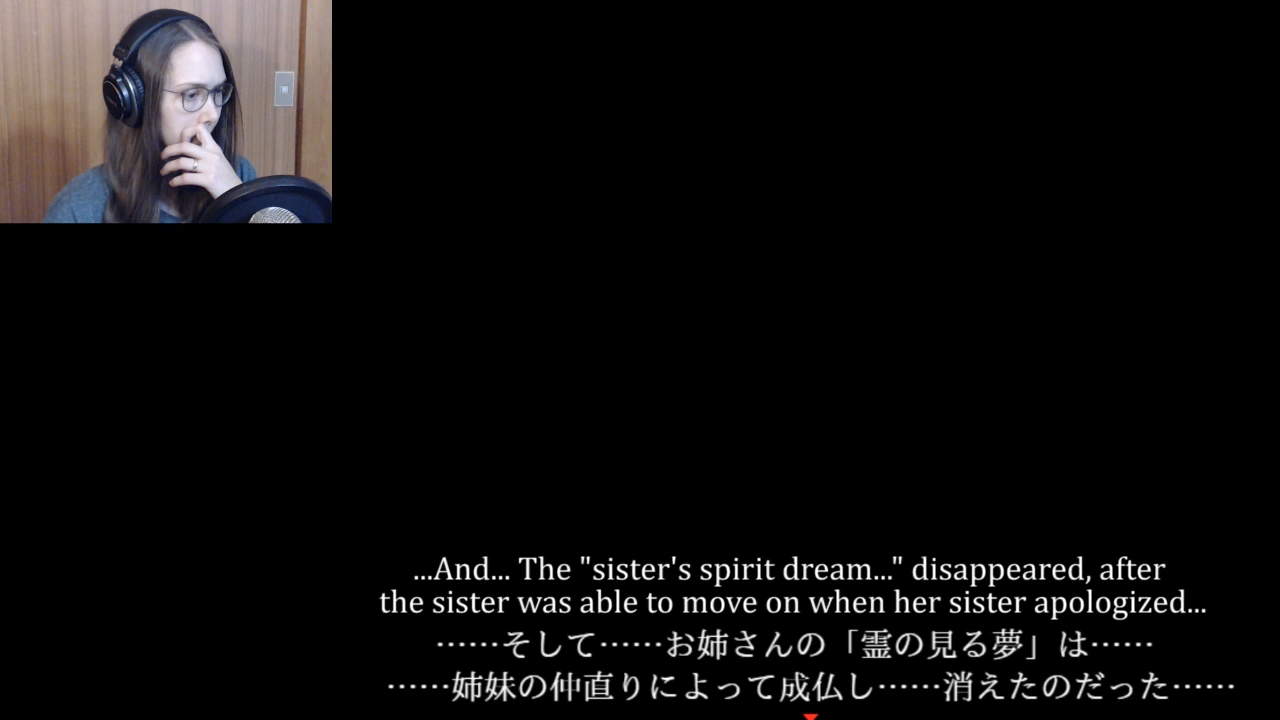 ...And... The "sister's spirit dream..." disappeared, after
the sister was able to move on when her sister apologized...
……そして……お姉さんの「霊の見る夢」は……
……姉妹の仲直りによって成仏し……消えたのだった……